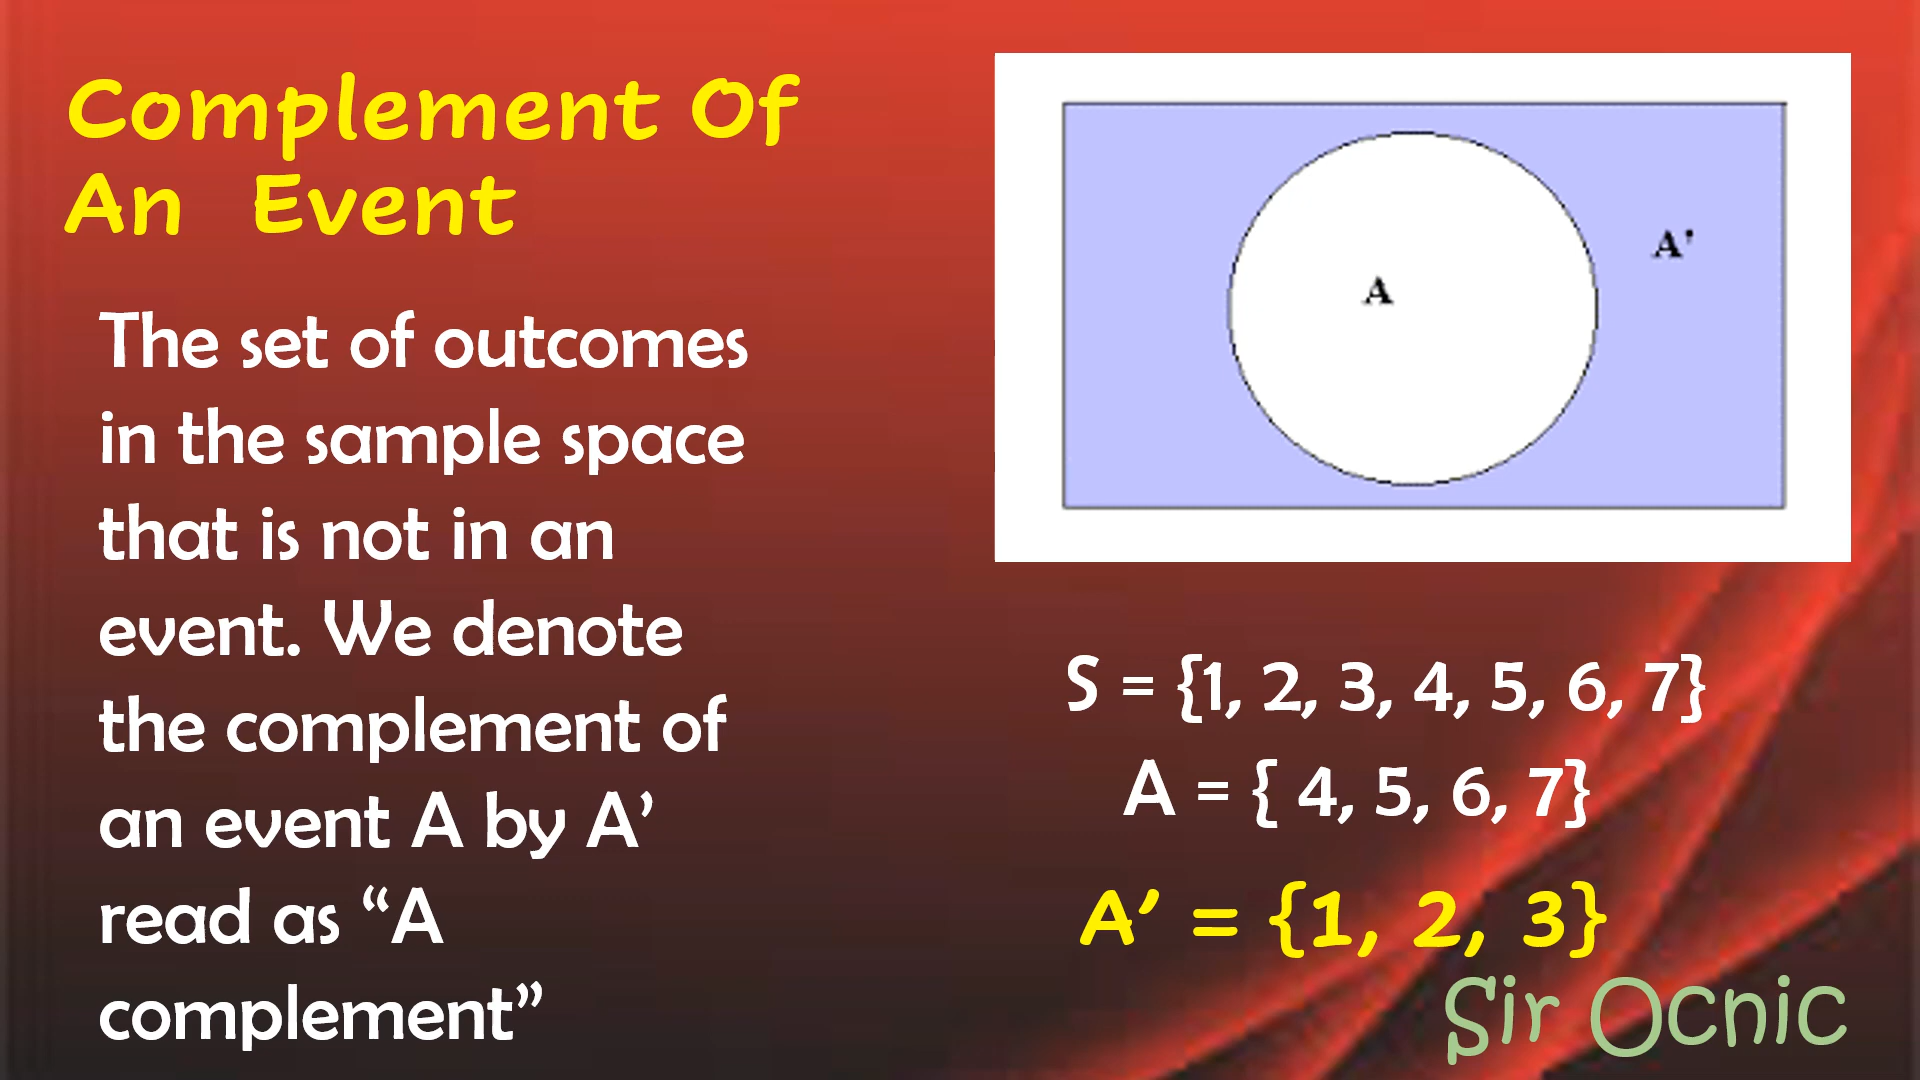 Complement Of
An Event
The set of outcomes
in the sample space
that is not in an
event. We denote
the complement of
an event A by A’
read as “A
complement”
A
A'
S = {1, 2, 3, 4, 5, 6, 7}
A = { 4, 5, 6, 7}
A’ = {1, 2, 3}
Sir Ocnic